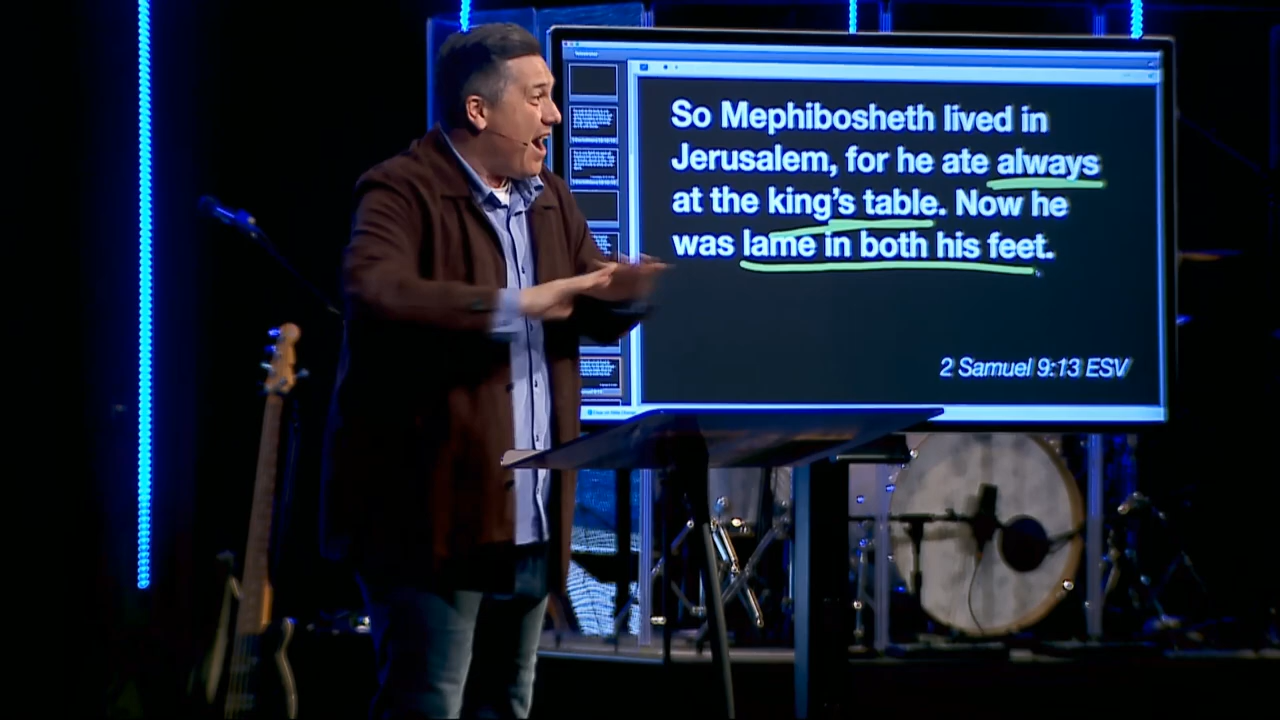 So Mephibosheth lived in
Jerusalem, for he ate always
at the king's table. Now he
was lame in both his feet.
2 Samuel 9:13 ESV